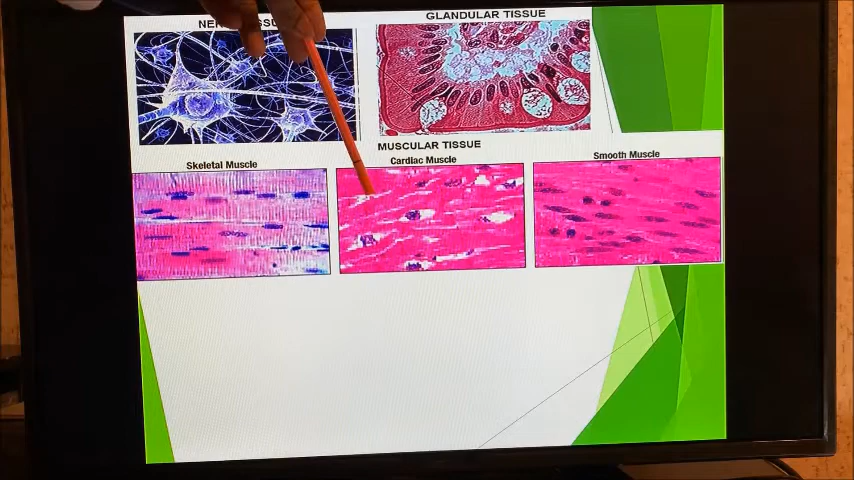 GLANDULAR TISSUE
MUSCULAR TISSUE
Skeletal Muscle
Cardiac Muscle
Smooth Muscle